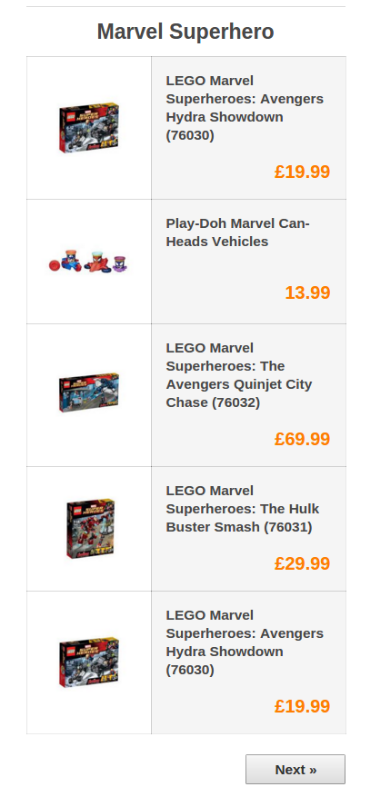 Marvel Superhero
LEGO Marvel
Superheroes: Avengers
Hydra Showdown
(76030)
£19.99
Play-Doh Marvel Can-
Heads Vehicles
13.99
LEGO Marvel
Superheroes: The
Avengers Quinjet City
Chase (76032)
£69.99
LEGO Marvel
Superheroes: The Hulk
Buster Smash (76031)
£29.99
LEGO Marvel
Superheroes: Avengers
Hydra Showdown
(76030)
£19.99
Next »